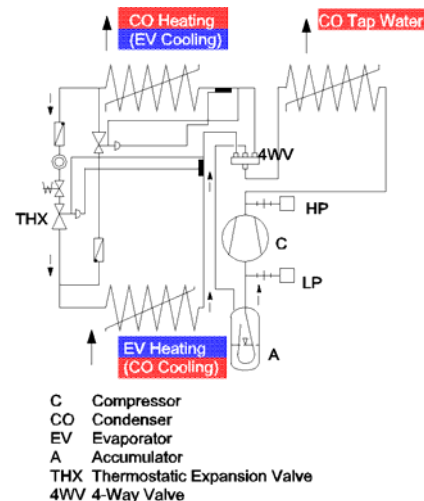 CO Heating
(EV Cooling)
CO Tap Water
4WV
HP
THX
C
LP
EV Heating
(CO Cooling)
A
C Compressor
CO Condenser
EV Evaporator
A Accumulator
THX Thermostatic Expansion Valve
4WV 4-Way Valve